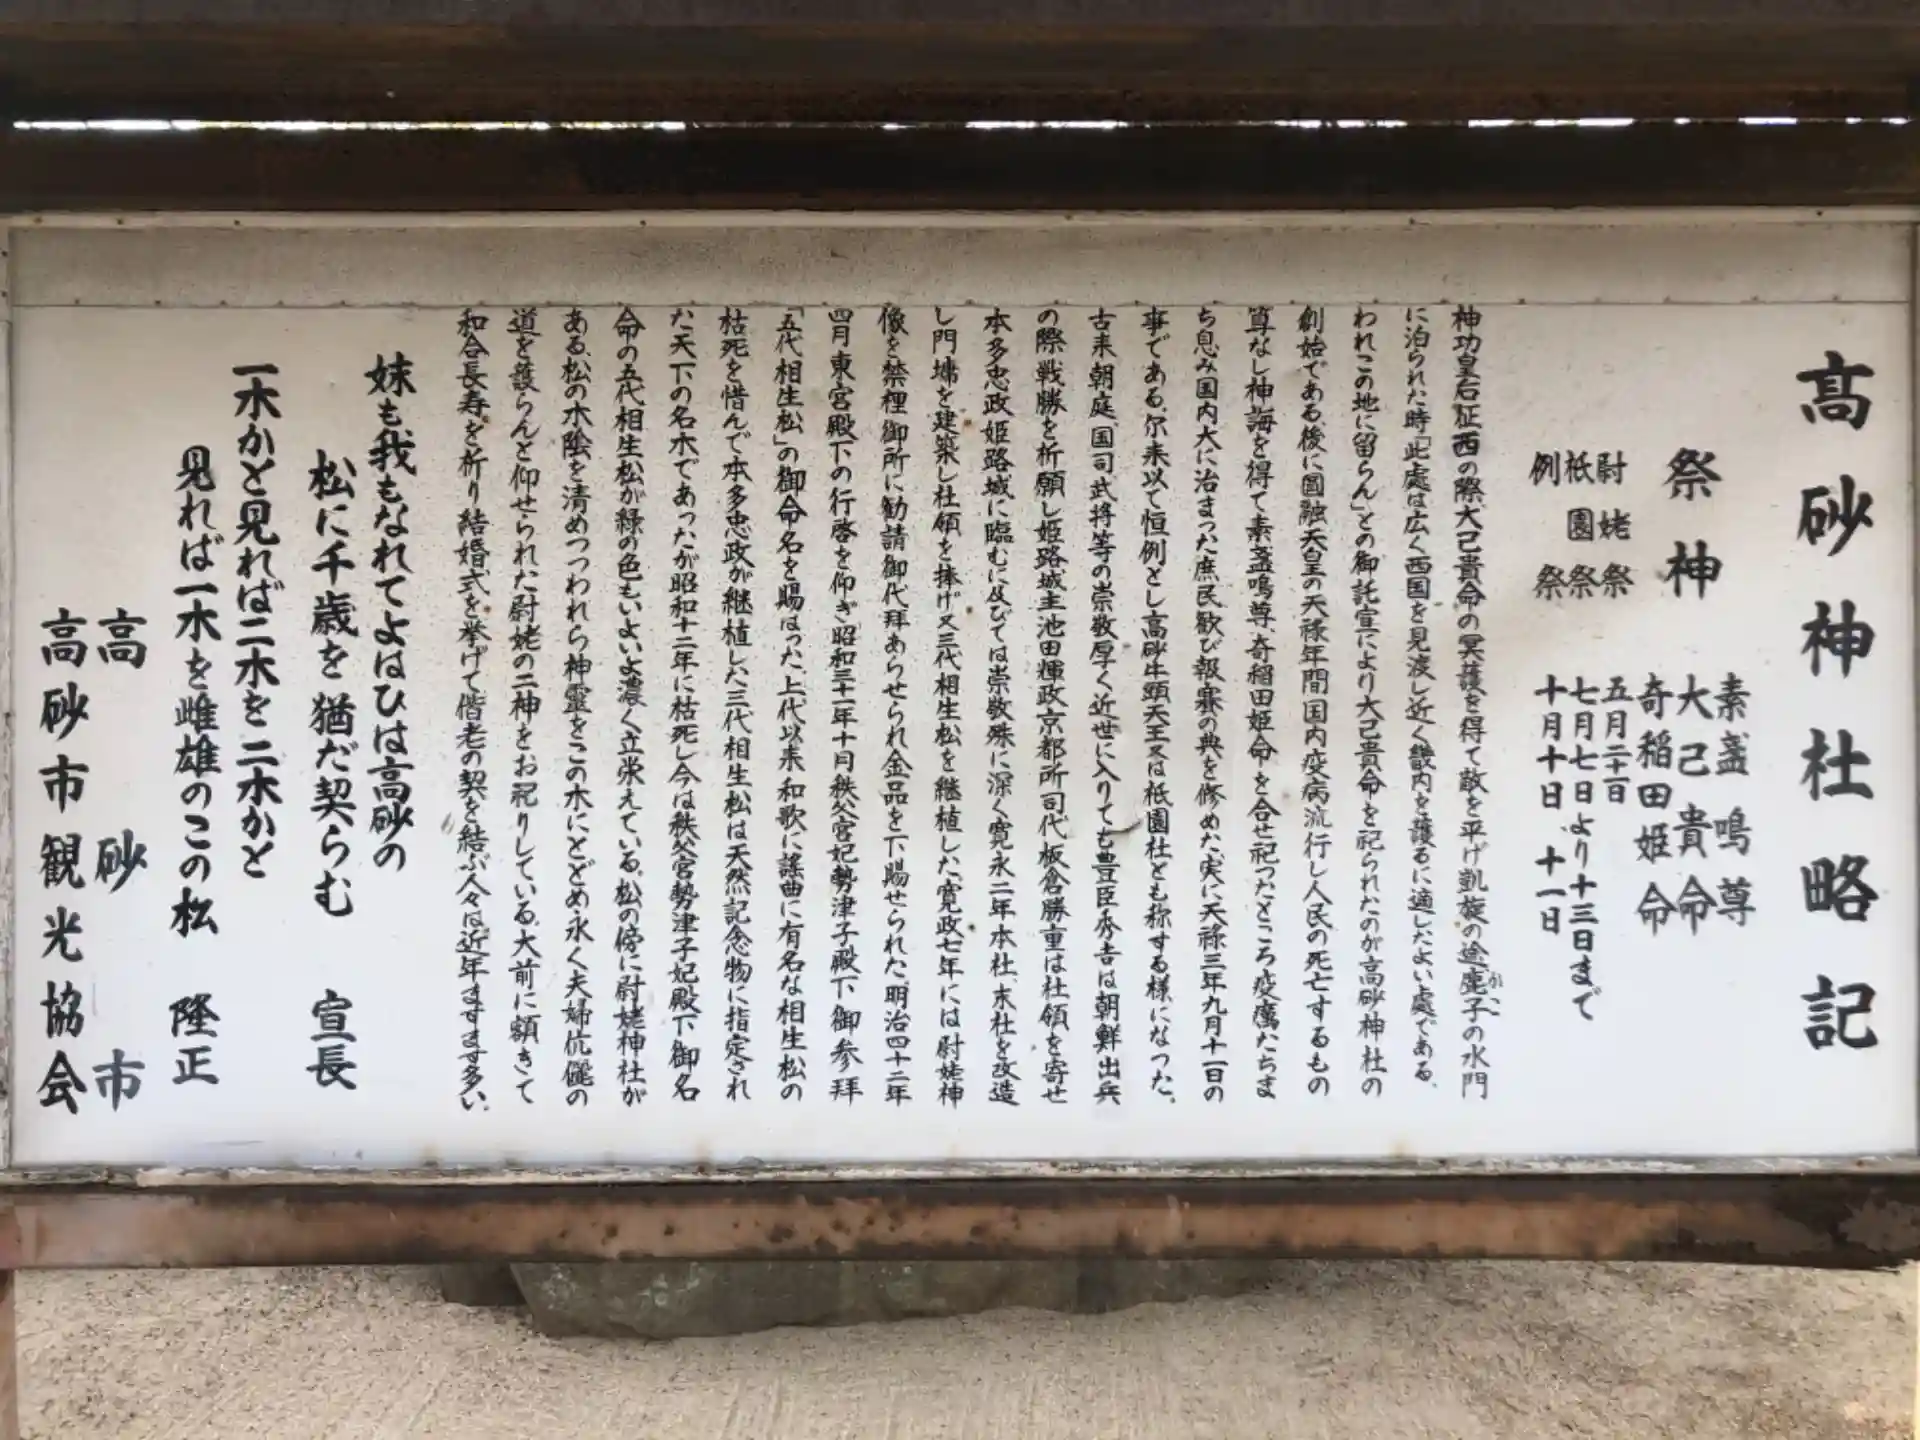 高砂神社略記
祭神
素盞鳴尊
大己貴命
奇稲田姫命
尉姥祭 五月二十一日
祇園祭 七月七日より十三日まで
例祭 十月十日、十一日
神功皇后征西の際大己貴命の冥護を得て敵を平げ凱旋の途鹿子の水門
に泊られた時「此處は広く西国を見渡し近く畿内を護るに適したよい處である、
われこの地に留らん」との御託宣により大己貴命を祀られたのが高砂神社の
創始である。後に圓融天皇の天禄年間国内疫病流行し人民の死亡するもの
算なし神誨を得て素盞鳴尊、奇稲田姫命を合せ祀つたところ疫癘たちま
ち息み国内大に治まつた庶民歓び報賽の典を修めた実に天禄三年九月十一日の
事である。尔来以て恒例とし高砂牛頭天王又は祇園社とも称する様になつた。
古来朝庭、国司武将等の崇敬厚く近世に入りても豊臣秀吉は朝鮮出兵
の際戦勝を祈願し姫路城主池田輝政京都所司代板倉勝重は社領を寄せ
本多忠政姫路城に臨むに及びては崇敬殊に深く寛永二年本社、末社を改造
し門塀を建築し社領を捧げ又三代相生松を継植した。寛政七年には尉姥神
像を禁裡御所に勧請御代拝あらせられ金品を下賜せられた。明治四十二年
四月東宮殿下の行啓を仰ぎ昭和三十一年十月秩父宮妃勢津子殿下御参拝
「五代相生松」の御命名を賜はつた。上代以来和歌に謡曲に有名な相生松の
枯死を惜んで本多忠政が継植した三代相生松は天然記念物に指定され
た天下の名木であつたが昭和十二年に枯死し今は秩父宮勢津子妃殿下御名
命の五代相生松が緑の色もいよいよ濃く立栄えている。松の傍に尉姥神社が
ある。松の木陰を清めつつわれら神霊をこの木にとどめ永く夫婦伉儷の
道を護らんと仰せられた尉姥の二神をお祀りしている。大前に額きて
和合長寿を祈り結婚式を挙げて偕老の契を結ぶ人々は近年ますます多い。
妹も我もなれてよはひは高砂の
松に千歳を猶だ契らむ 宣長
一木かと見れば二木を二木かと
見れば一木を雌雄のこの松 隆正
高砂市
高砂市観光協会